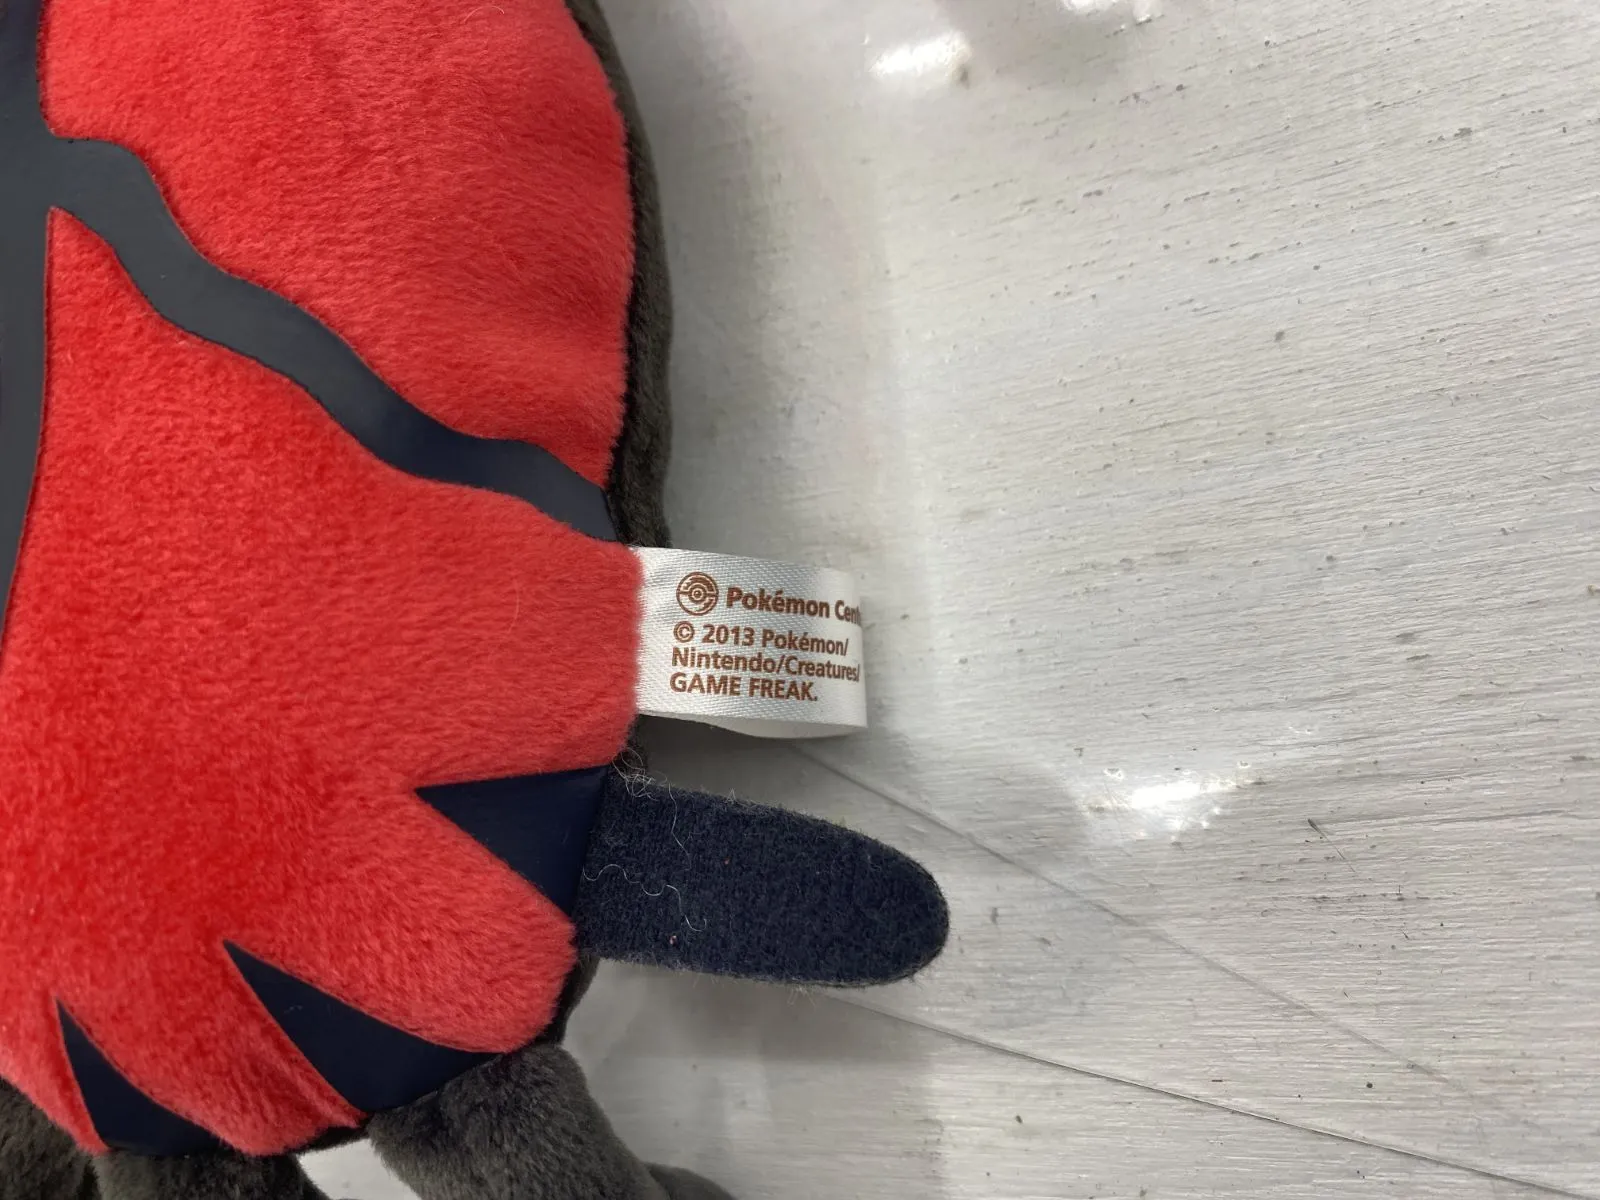 Pokémon Cent
© 2013 Pokémon/
Nintendo/Creatures/
GAME FREAK.